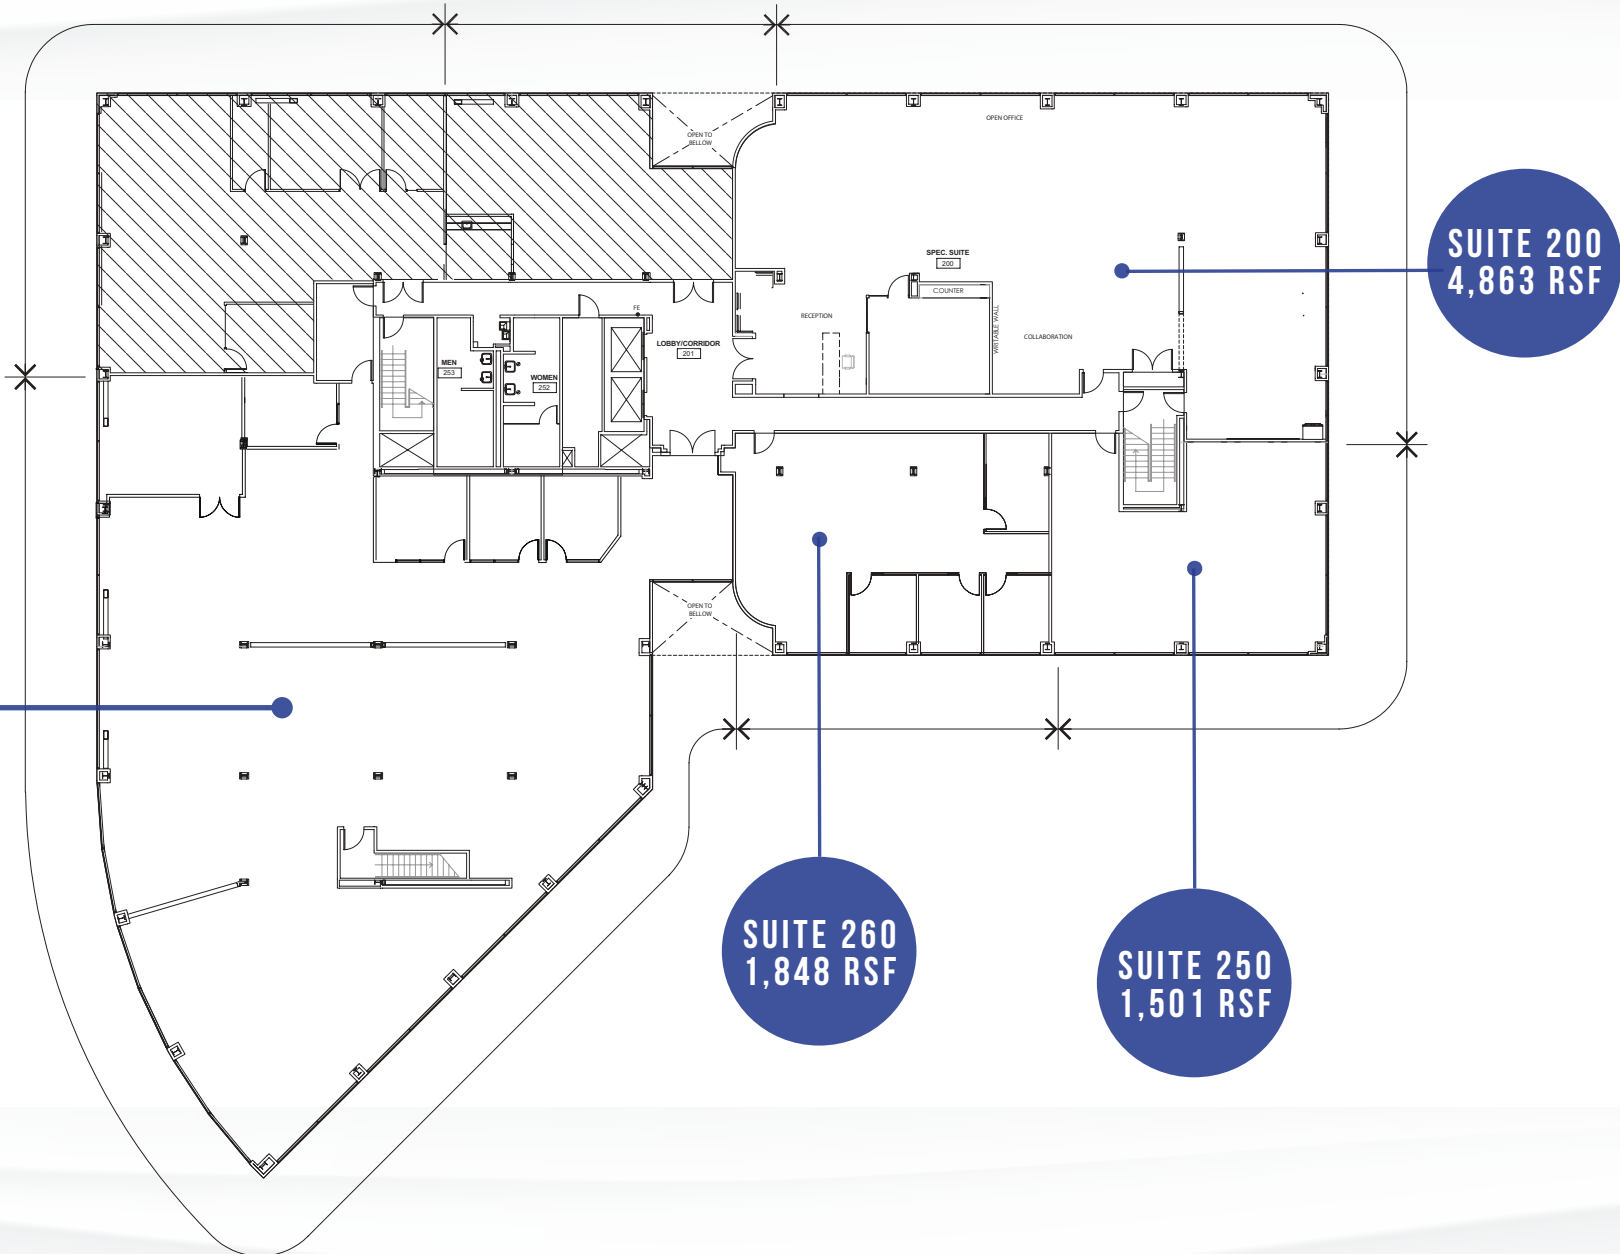 OPEN TO
BELLOW
OPEN OFFICE
SPEC. SUITE
200
COUNTER
RECEPTION
WRITABLE WALL
COLLABORATION
FE
LOBBY/CORRIDOR
201
MEN
253
WOMEN
252
OPEN TO
BELLOW
SUITE 200
4,863 RSF
SUITE 260
1,848 RSF
SUITE 250
1,501 RSF